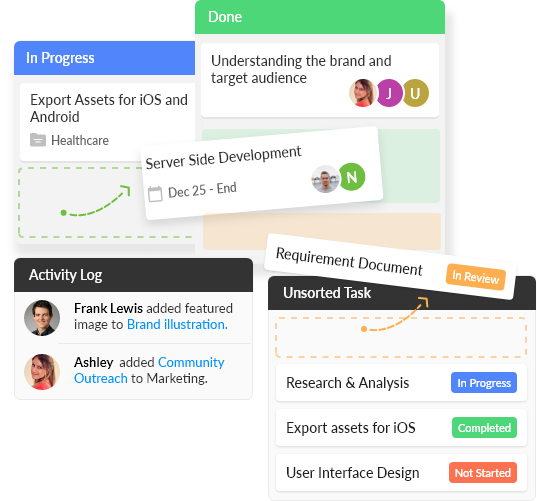 Done
In Progress
Understanding the brand and
target audience
J
U
Export Assets for iOS and
Android
Healthcare
Server Side Development
Dec 25 - End
N
Requirement Document
In Review
Activity Log
Frank Lewis added featured
image to Brand illustration.
Ashley added Community
Outreach to Marketing.
Unsorted Task
Research & Analysis
In Progress
Export assets for iOS
Completed
User Interface Design
Not Started